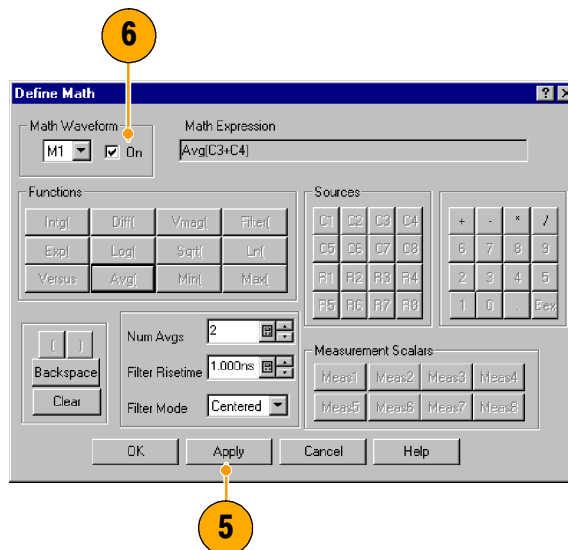 6
Define Math
Math Waveform
Math Expression
M1
On
Avg(C3+C4)
Functions
Intg(
Diff(
Vmag(
Filter(
Exp(
Log(
Sqrt(
Ln(
Versus
Avg(
Min(
Max(
Sources
C1 C2 C3 C4
C5 C6 C7 C8
R1 R2 R3 R4
R5 R6 R7 R8
+ - * /
6 7 8 9
2 3 4 5
1 0 . Eex
( )
Backspace
Clear
Num Avgs 2
Filter Risetime 1.000ns
Filter Mode Centered
Measurement Scalars
Meas1 Meas2 Meas3 Meas4
Meas5 Meas6 Meas7 Meas8
OK Apply Cancel Help
5